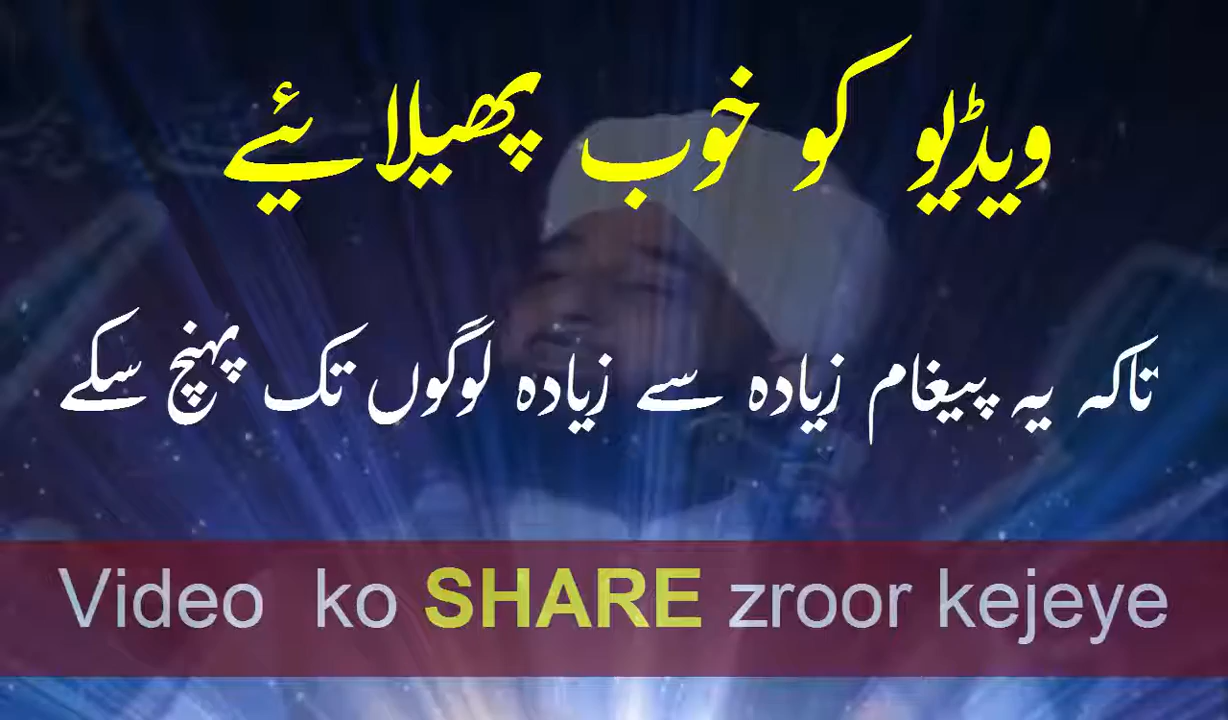 ویڈیو کو خوب پھیلائیے
تاکہ یہ پیغام زیادہ سے زیادہ لوگوں تک پہنچ سکے
Video ko SHARE zroor kejeye